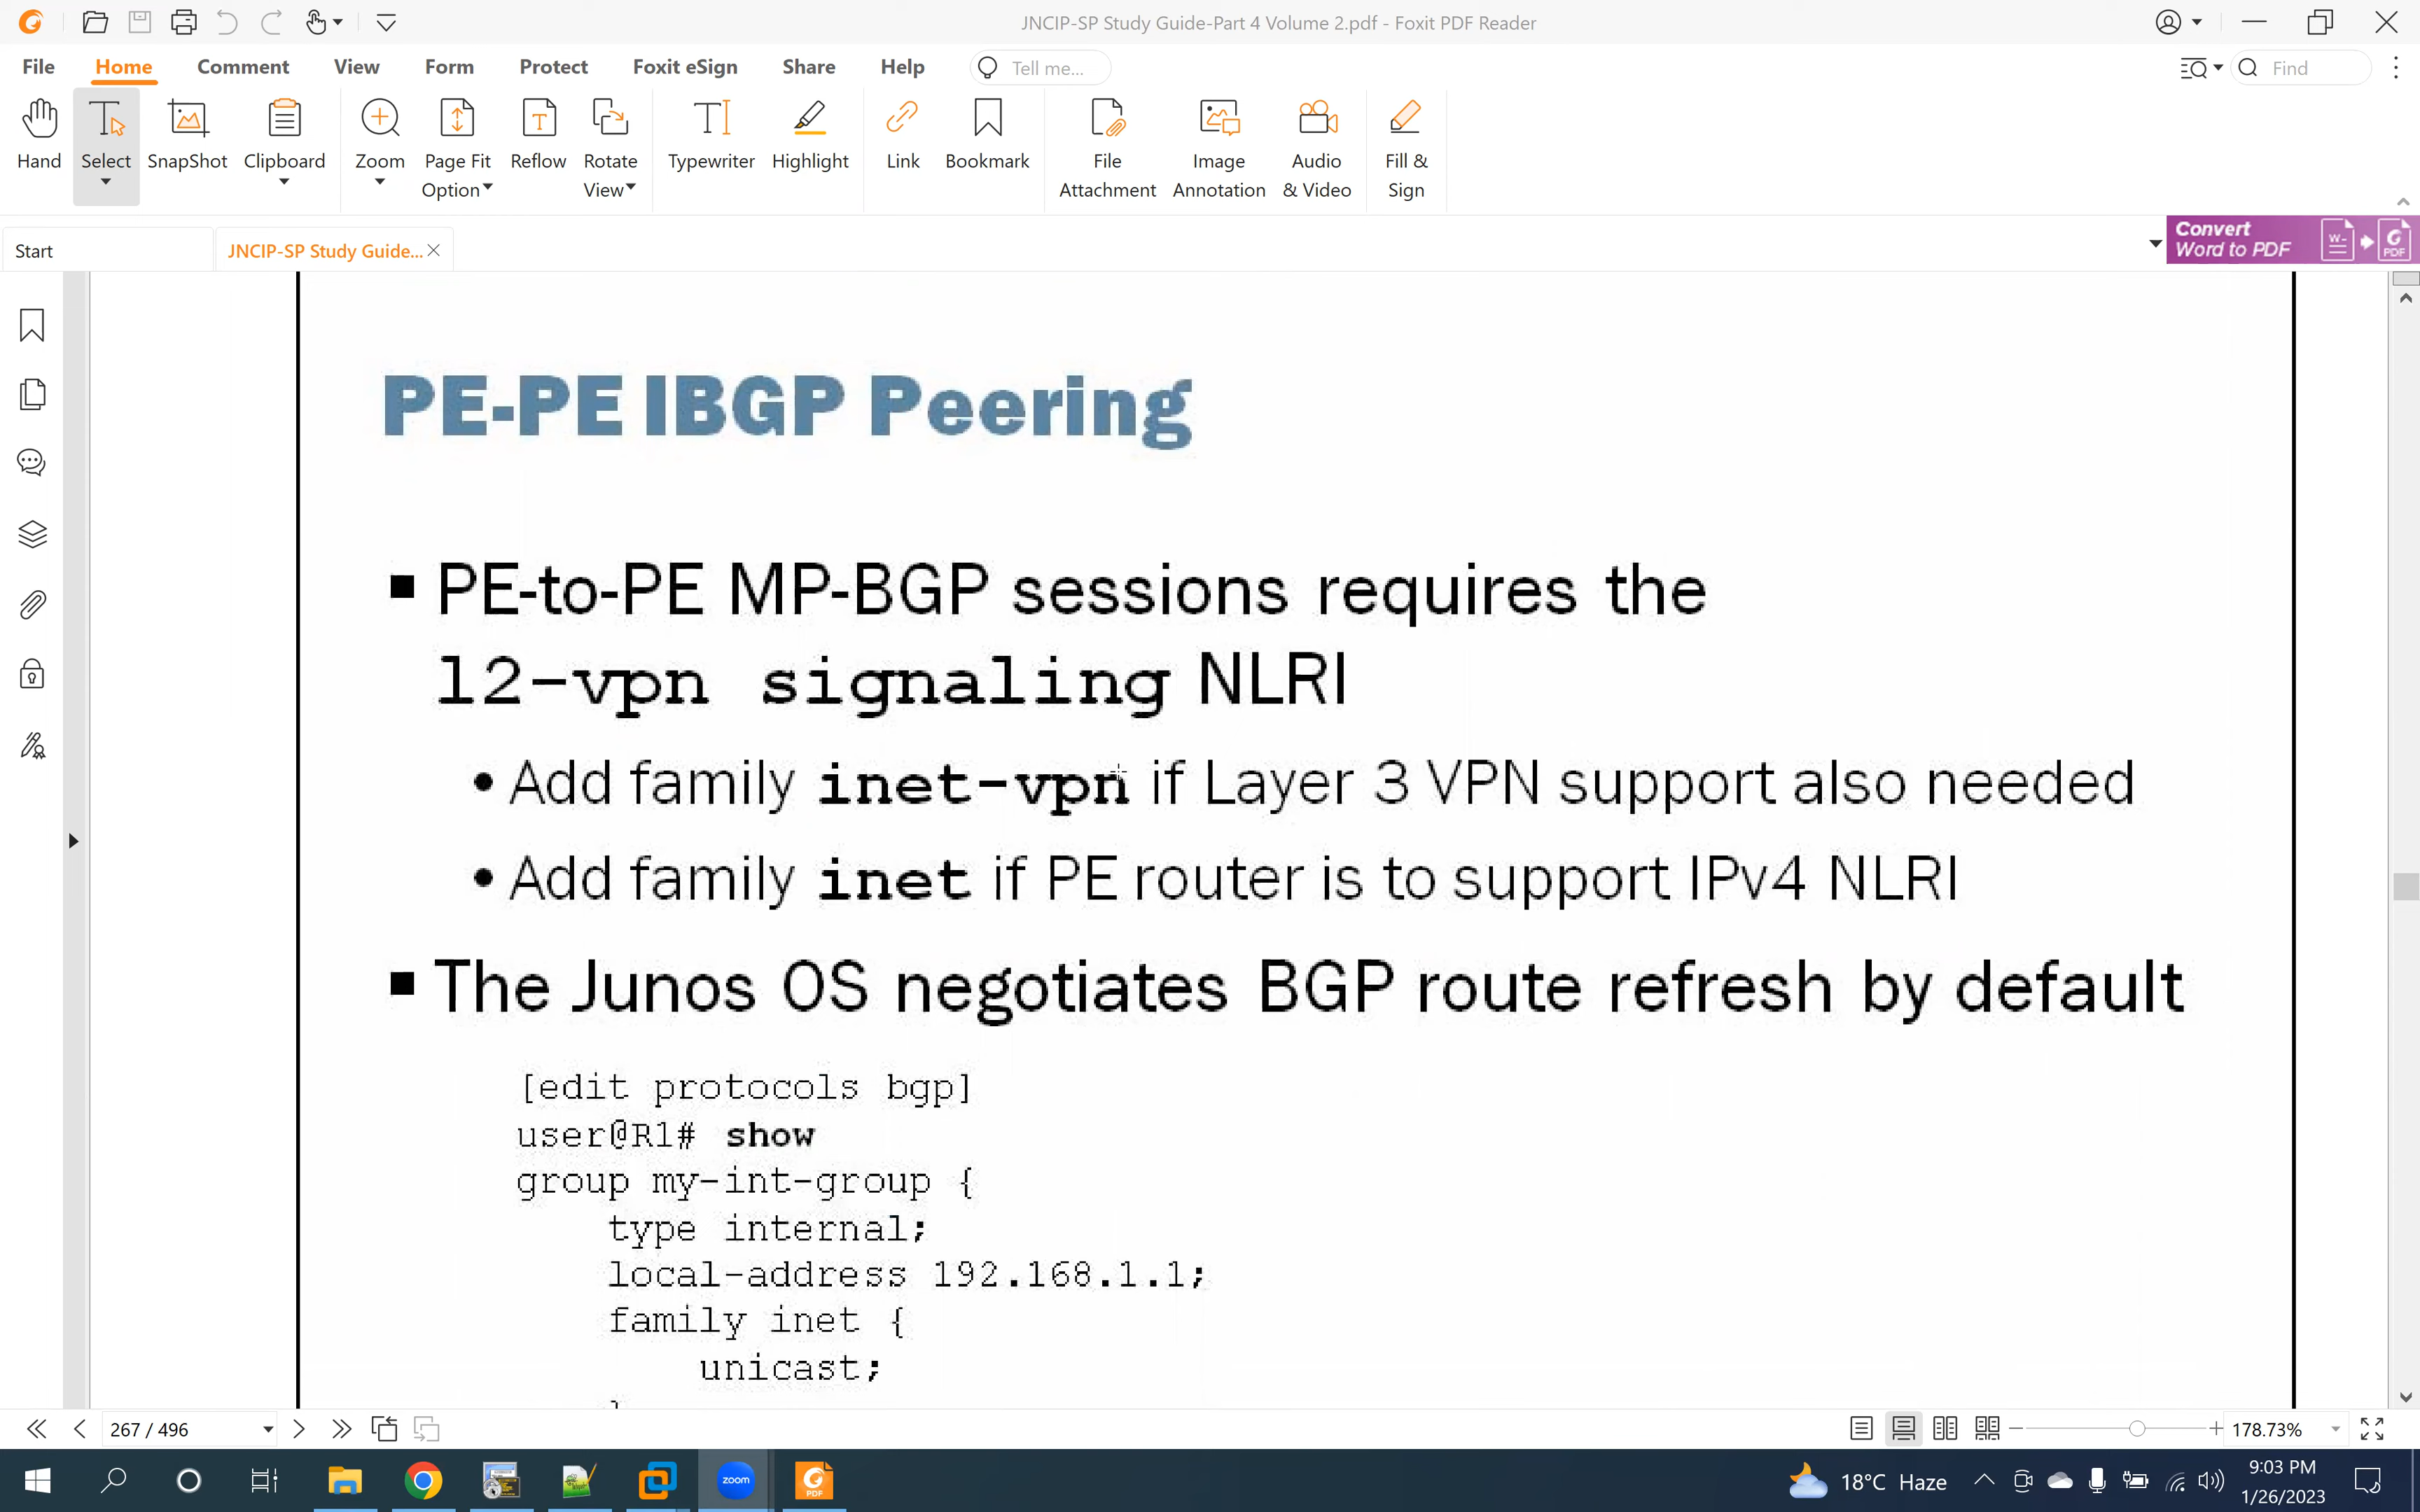 JNCIP-SP Study Guide-Part 4 Volume 2.pdf - Foxit PDF Reader
File Home Comment View Form Protect Foxit eSign Share Help Tell me... Find
Hand Select SnapShot Clipboard Zoom Page Fit Option Reflow Rotate View Typewriter Highlight Link Bookmark File Attachment Image Annotation Audio & Video Fill & Sign
Start JNCIP-SP Study Guide...
Convert
Word to PDF
W
PDF
PE-PE IBGP Peering
■ PE-to-PE MP-BGP sessions requires the
l2-vpn signaling NLRI
• Add family inet-vpn if Layer 3 VPN support also needed
• Add family inet if PE router is to support IPv4 NLRI
■ The Junos OS negotiates BGP route refresh by default
[edit protocols bgp]
user@R1# show
group my-int-group {
type internal;
local-address 192.168.1.1;
family inet {
unicast;
267 / 496
178.73%
zoom
PDF
18°C Haze
9:03 PM
1/26/2023